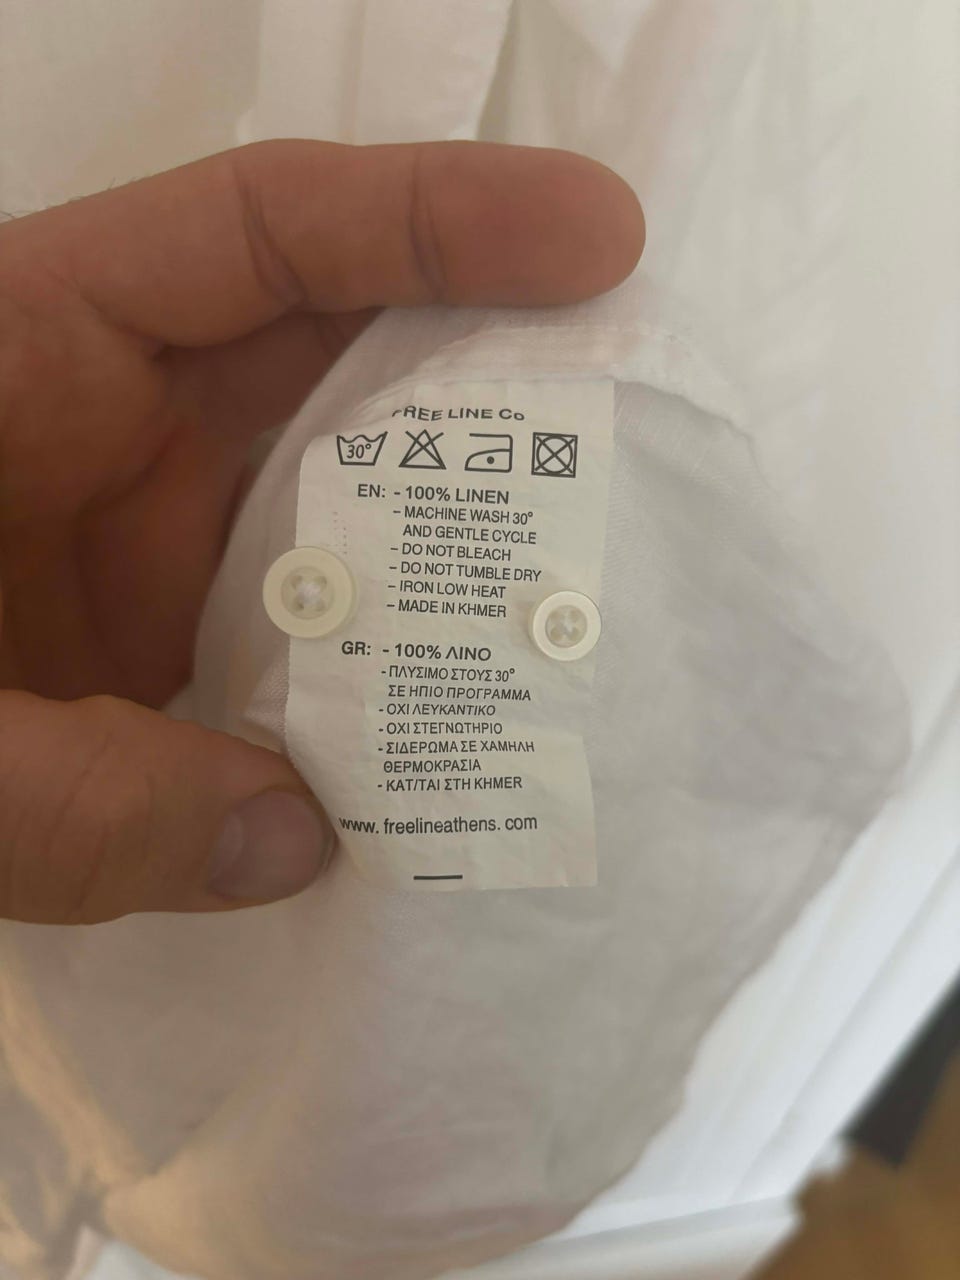 FREE LINE Co
30°
EN: - 100% LINEN
- MACHINE WASH 30°
AND GENTLE CYCLE
- DO NOT BLEACH
- DO NOT TUMBLE DRY
- IRON LOW HEAT
- MADE IN KHMER
GR: - 100% ΛΙΝΟ
- ΠΛΥΣΙΜΟ ΣΤΟΥΣ 30°
ΣΕ ΗΠΙΟ ΠΡΟΓΡΑΜΜΑ
- ΟΧΙ ΛΕΥΚΑΝΤΙΚΟ
- ΟΧΙ ΣΤΕΓΝΩΤΗΡΙΟ
- ΣΙΔΕΡΩΜΑ ΣΕ ΧΑΜΗΛΗ
ΘΕΡΜΟΚΡΑΣΙΑ
- ΚΑΤ/ΤΑΙ ΣΤΗ KHMER
www. freelineathens. com